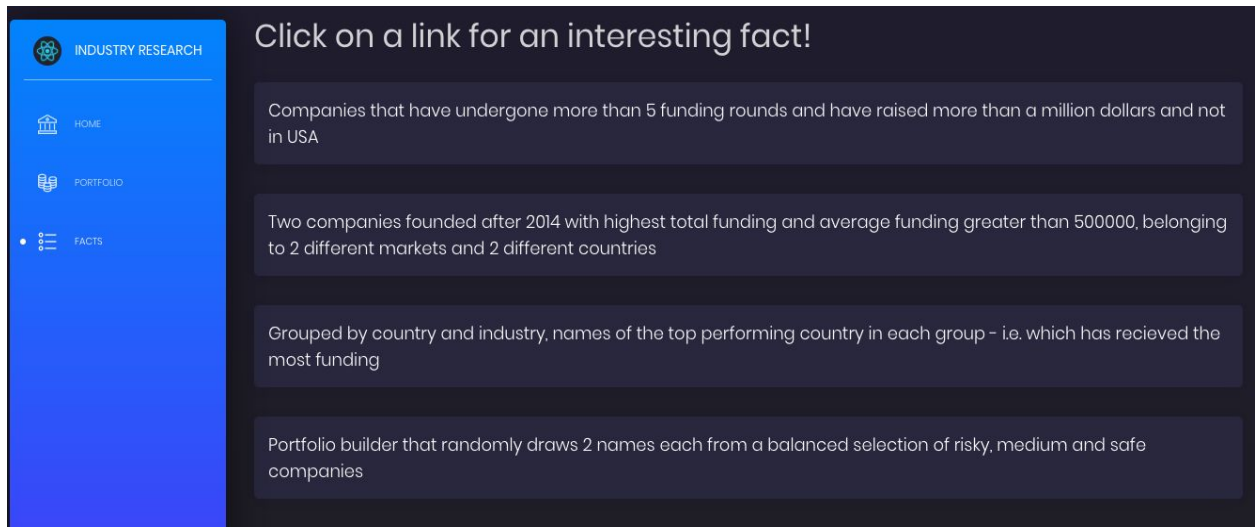 INDUSTRY RESEARCH
HOME
PORTFOLIO
FACTS
Click on a link for an interesting fact!
Companies that have undergone more than 5 funding rounds and have raised more than a million dollars and not
in USA
Two companies founded after 2014 with highest total funding and average funding greater than 500000, belonging
to 2 different markets and 2 different countries
Grouped by country and industry, names of the top performing country in each group - i.e. which has recieved the
most funding
Portfolio builder that randomly draws 2 names each from a balanced selection of risky, medium and safe
companies